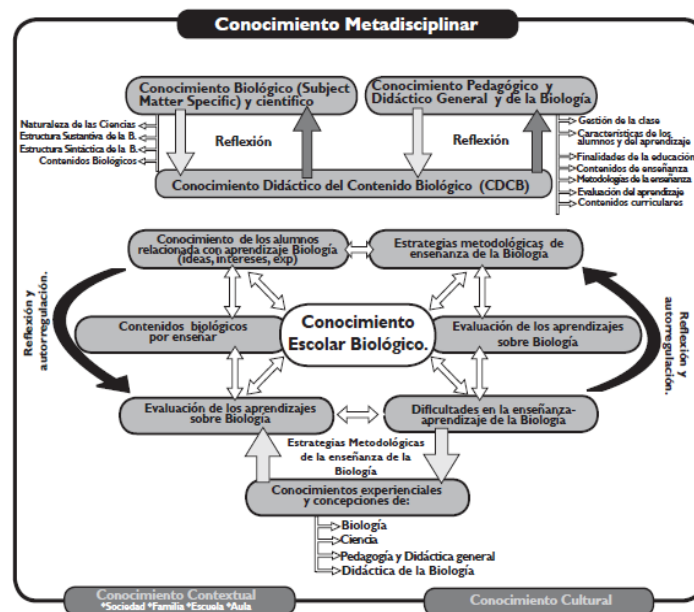 Conocimiento Metadisciplinar
Conocimiento Biológico (Subject
Matter Specific) y científico
Conocimiento Pedagógico y
Didáctico General y de la Biología
Naturaleza de las Ciencias
Estructura Sustantiva de la B.
Estructura Sintáctica de la B.
Contenidos Biológicos
Reflexión
Reflexión
Gestión de la clase
Características de los
alumnos y del aprendizaje
Finalidades de la educación
Contenidos de enseñanza
Metodologías de la enseñanza
Evaluación del aprendizaje
Contenidos curriculares
Conocimiento Didáctico del Contenido Biológico (CDCB)
Conocimiento de los alumnos
relacionada con aprendizaje Biología
(ideas, intereses, exp)
Estrategias metodológicas de
enseñanza de la Biología
Reflexión y
autorregulación.
Contenidos biológicos
por enseñar
Conocimiento
Escolar Biológico.
Evaluación de los aprendizajes
sobre Biología
Reflexión y
autorregulación.
Evaluación de los aprendizajes
sobre Biología
Dificultades en la enseñanza-
aprendizaje de la Biología
Estrategias Metodológicas
de la enseñanza de la
Biología
Conocimientos experienciales
y concepciones de:
Biología
Ciencia
Pedagogía y Didáctica general
Didáctica de la Biología
Conocimiento Contextual
*Sociedad *Familia *Escuela *Aula
Conocimiento Cultural